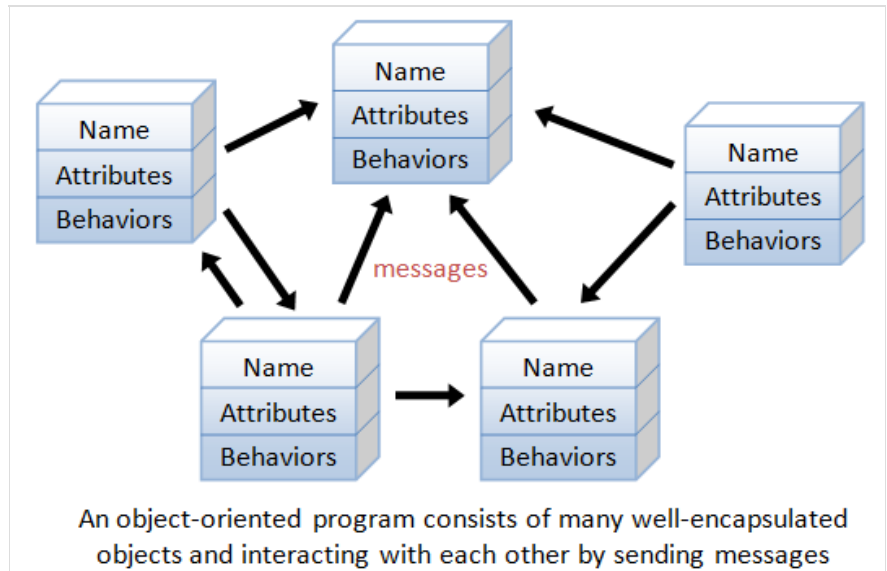 Name
Attributes
Behaviors
Name
Attributes
Behaviors
Name
Attributes
Behaviors
messages
Name
Attributes
Behaviors
Name
Attributes
Behaviors
An object-oriented program consists of many well-encapsulated
objects and interacting with each other by sending messages